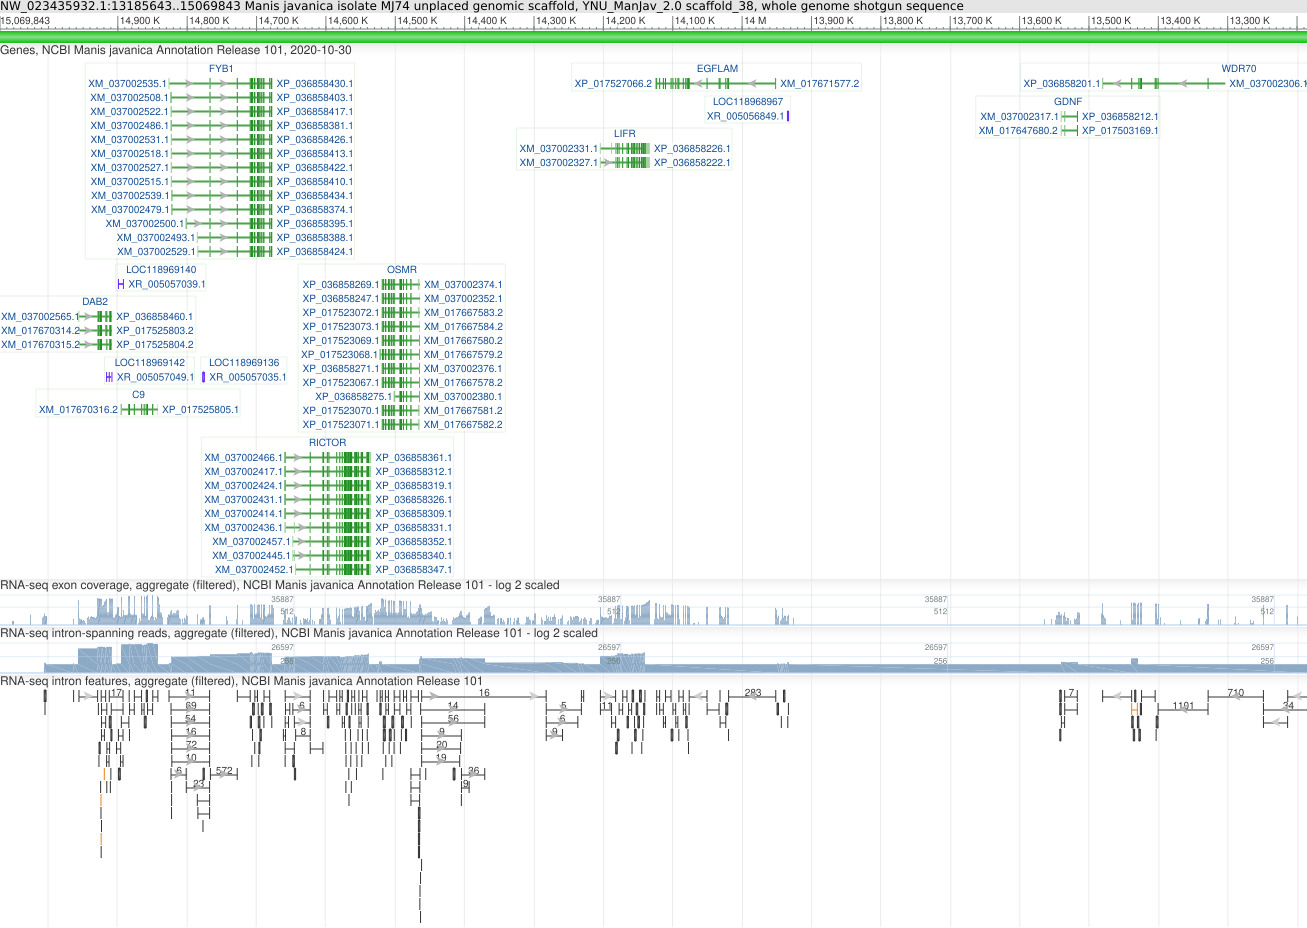 NW_023435932.1:13185643..15069843 Manis javanica isolate MJ74 unplaced genomic scaffold, YNU_ManJav_2.0 scaffold_38, whole genome shotgun sequence
15,069,843 14,900 K 14,800 K 14,700 K 14,600 K 14,500 K 14,400 K 14,300 K 14,200 K 14,100 K 14 M 13,900 K 13,800 K 13,700 K 13,600 K 13,500 K 13,400 K 13,300 K
Genes, NCBI Manis javanica Annotation Release 101, 2020-10-30
FYB1 EGFLAM WDR70
XM_037002535.1 XP_036858430.1 XP_017527066.2 XM_017671577.2 XP_036858201.1 XM_037002306.1
XM_037002508.1 XP_036858403.1 LOC118968967 GDNF
XM_037002522.1 XP_036858417.1 XR_005056849.1 XM_037002317.1 XP_036858212.1
XM_037002486.1 XP_036858381.1 LIFR XM_017647680.2 XP_017503169.1
XM_037002531.1 XP_036858426.1
XM_037002518.1 XP_036858413.1 XM_037002331.1 XP_036858226.1
XM_037002527.1 XP_036858422.1 XM_037002327.1 XP_036858222.1
XM_037002515.1 XP_036858410.1
XM_037002539.1 XP_036858434.1
XM_037002479.1 XP_036858374.1
XM_037002500.1 XP_036858395.1
XM_037002493.1 XP_036858388.1
XM_037002529.1 XP_036858424.1
LOC118969140 OSMR
XR_005057039.1 XP_036858269.1 XM_037002374.1
DAB2 XP_036858247.1 XM_037002352.1
XM_037002565.1 XP_036858460.1 XP_017523072.1 XM_017667583.2
XM_017670314.2 XP_017525803.2 XP_017523073.1 XM_017667584.2
XM_017670315.2 XP_017525804.2 XP_017523069.1 XM_017667580.2
XP_017523068.1 XM_017667579.2
LOC118969142 LOC118969136 XP_036858271.1 XM_037002376.1
XR_005057049.1 XR_005057035.1 XP_017523067.1 XM_017667578.2
C9 XP_036858275.1 XM_037002380.1
XM_017670316.2 XP_017525805.1 XP_017523070.1 XM_017667581.2
XP_017523071.1 XM_017667582.2
RICTOR
XM_037002466.1 XP_036858361.1
XM_037002417.1 XP_036858312.1
XM_037002424.1 XP_036858319.1
XM_037002431.1 XP_036858326.1
XM_037002414.1 XP_036858309.1
XM_037002436.1 XP_036858331.1
XM_037002457.1 XP_036858352.1
XM_037002445.1 XP_036858340.1
XM_037002452.1 XP_036858347.1
RNA-seq exon coverage, aggregate (filtered), NCBI Manis javanica Annotation Release 101 - log 2 scaled
35887 35887 35887 35887
512 512 512 512
RNA-seq intron-spanning reads, aggregate (filtered), NCBI Manis javanica Annotation Release 101 - log 2 scaled
26597 26597 26597 26597
256 256 256 256
RNA-seq intron features, aggregate (filtered), NCBI Manis javanica Annotation Release 101
17 11 16 283 7 710
69 6 14 5 11 1101 34
54 56 6
16 8 9 9
72 20
10 19
6 572 26
23 9